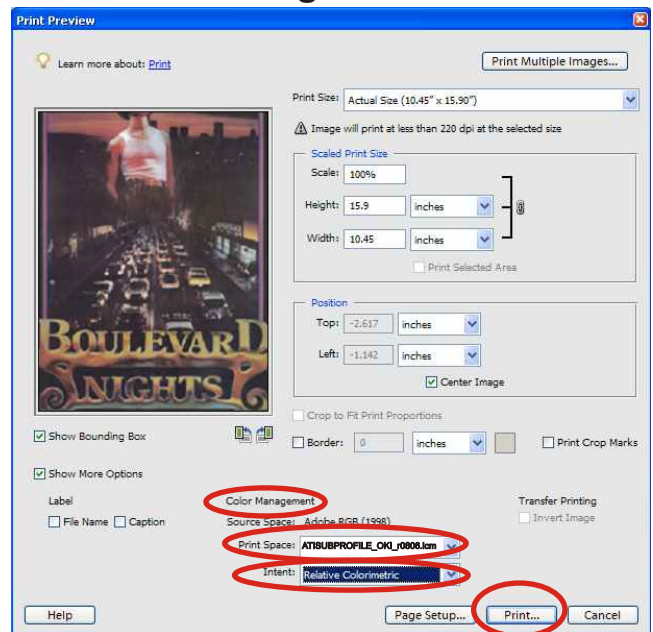 Print Preview
Learn more about: Print
Print Multiple Images...
Print Size: Actual Size (10.45" x 15.90")
Image will print at less than 220 dpi at the selected size
Scaled Print Size
Scale: 100%
Height: 15.9 inches
Width: 10.45 inches
Print Selected Area
Position
Top: -2.617 inches
Left: -1.142 inches
Center Image
BOULEVARD
NIGHTS
Crop to Fit Print Proportions
Show Bounding Box
Border: 0 inches
Print Crop Marks
Show More Options
Label
Color Management
Transfer Printing
File Name
Caption
Source Space: Adobe RGB (1998)
Invert Image
Print Space: ATISUBPROFILE_OKI_r0806.icm
Intent: Relative Colorimetric
Help
Page Setup...
Print...
Cancel